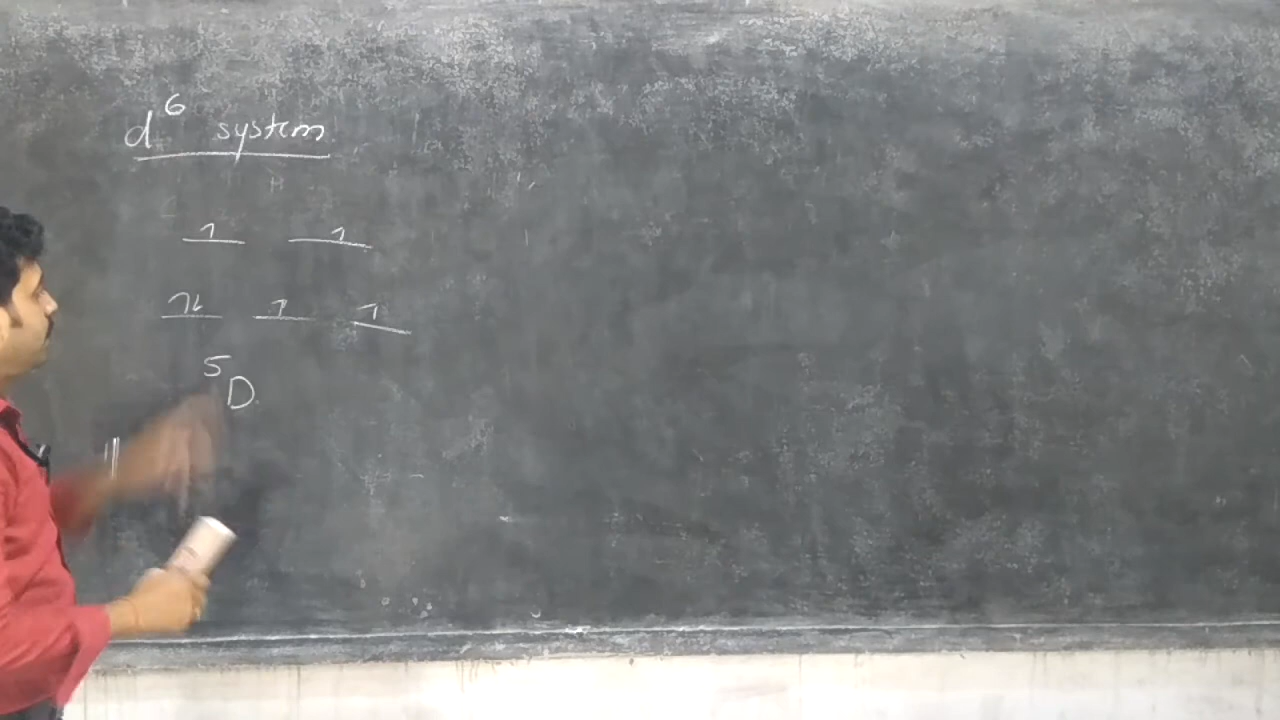 d⁶ system
↿ ↿
↿⇂ ↿ ↿
⁵D